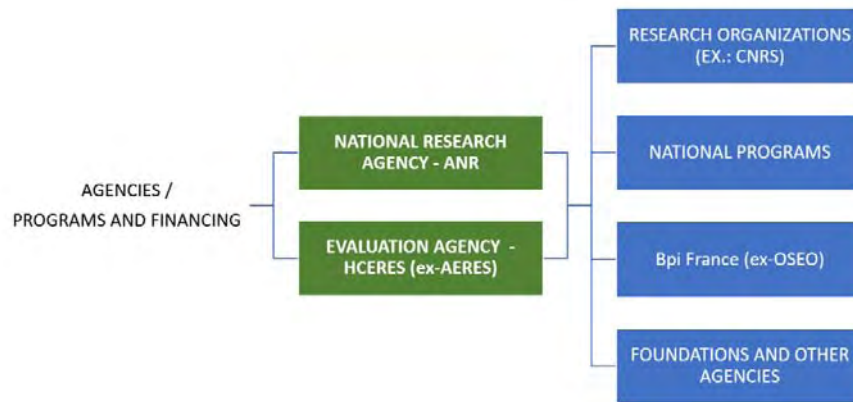 AGENCIES /
PROGRAMS AND FINANCING
NATIONAL RESEARCH
AGENCY - ANR
EVALUATION AGENCY -
HCERES (ex-AERES)
RESEARCH ORGANIZATIONS
(EX.: CNRS)
NATIONAL PROGRAMS
Bpi France (ex-OSEO)
FOUNDATIONS AND OTHER
AGENCIES